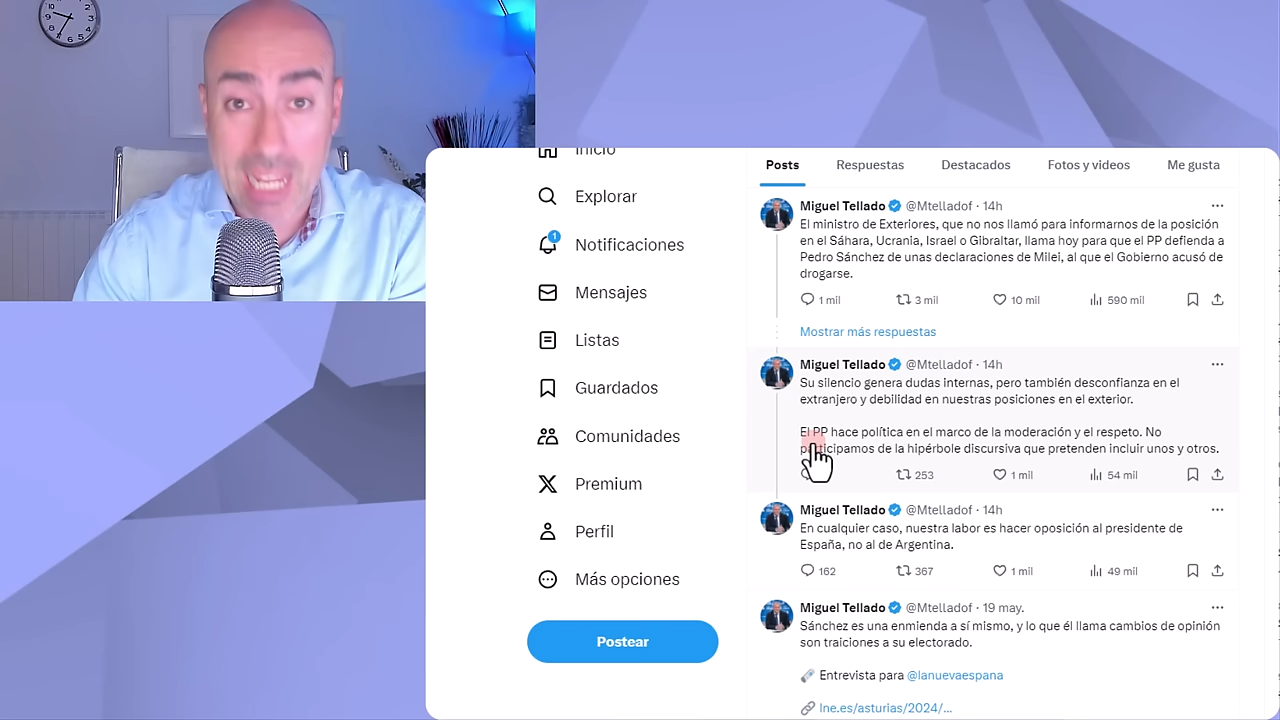 Inicio
Explorar
1
Notificaciones
Mensajes
Listas
Guardados
Comunidades
Premium
Perfil
Más opciones
Postear
Posts Respuestas Destacados Fotos y videos Me gusta
Miguel Tellado @Mtelladof · 14h
El ministro de Exteriores, que no nos llamó para informarnos de la posición
en el Sáhara, Ucrania, Israel o GIbraltar, llama hoy para que el PP defienda a
Pedro Sánchez de unas declaraciones de Milei, al que el Gobierno acusó de
drogarse.
1 mil 3 mil 10 mil 590 mil
Mostrar más respuestas
Miguel Tellado @Mtelladof · 14h
Su silencio genera dudas internas, pero también desconfianza en el
extranjero y debilidad en nuestras posiciones en el exterior.
El PP hace política en el marco de la moderación y el respeto. No
participamos de la hipérbole discursiva que pretenden incluir unos y otros.
253 1 mil 54 mil
Miguel Tellado @Mtelladof · 14h
En cualquier caso, nuestra labor es hacer oposición al presidente de
España, no al de Argentina.
162 367 1 mil 49 mil
Miguel Tellado @Mtelladof · 19 may.
Sánchez es una enmienda a sí mismo, y lo que él llama cambios de opinión
son traiciones a su electorado.
Entrevista para @lanuevaespana
lne.es/asturias/2024/...